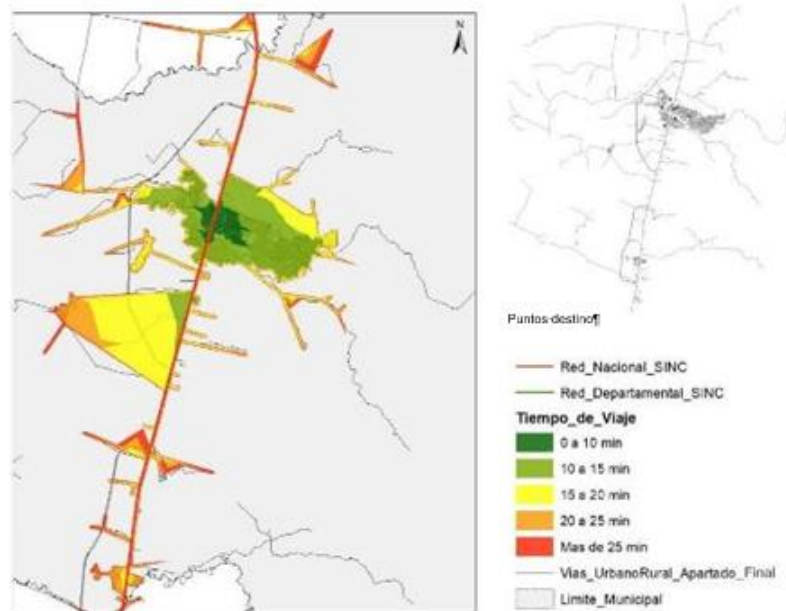 N
Puntos-destino¶
Red_Nacional_SINC
Red_Departamental_SINC
Tiempo_de_Viaje
0 a 10 min
10 a 15 min
15 a 20 min
20 a 25 min
Mas de 25 min
Vias_UrbanoRural_Apartado_Final
Limite_Municipal